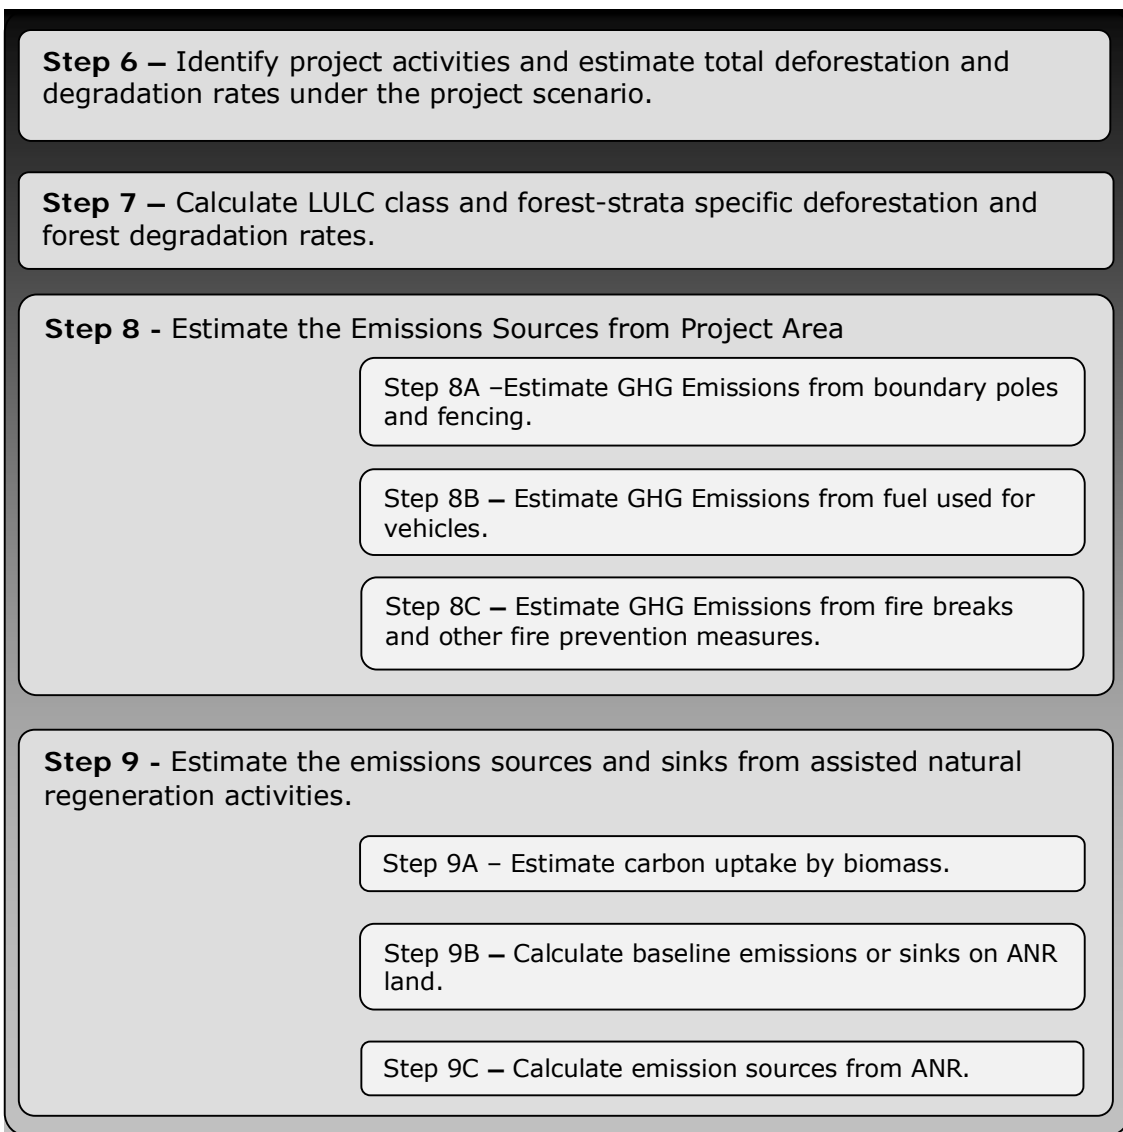 Step 6 – Identify project activities and estimate total deforestation and
degradation rates under the project scenario.
Step 7 – Calculate LULC class and forest-strata specific deforestation and
forest degradation rates.
Step 8 - Estimate the Emissions Sources from Project Area
Step 8A –Estimate GHG Emissions from boundary poles
and fencing.
Step 8B – Estimate GHG Emissions from fuel used for
vehicles.
Step 8C – Estimate GHG Emissions from fire breaks
and other fire prevention measures.
Step 9 - Estimate the emissions sources and sinks from assisted natural
regeneration activities.
Step 9A – Estimate carbon uptake by biomass.
Step 9B – Calculate baseline emissions or sinks on ANR
land.
Step 9C – Calculate emission sources from ANR.